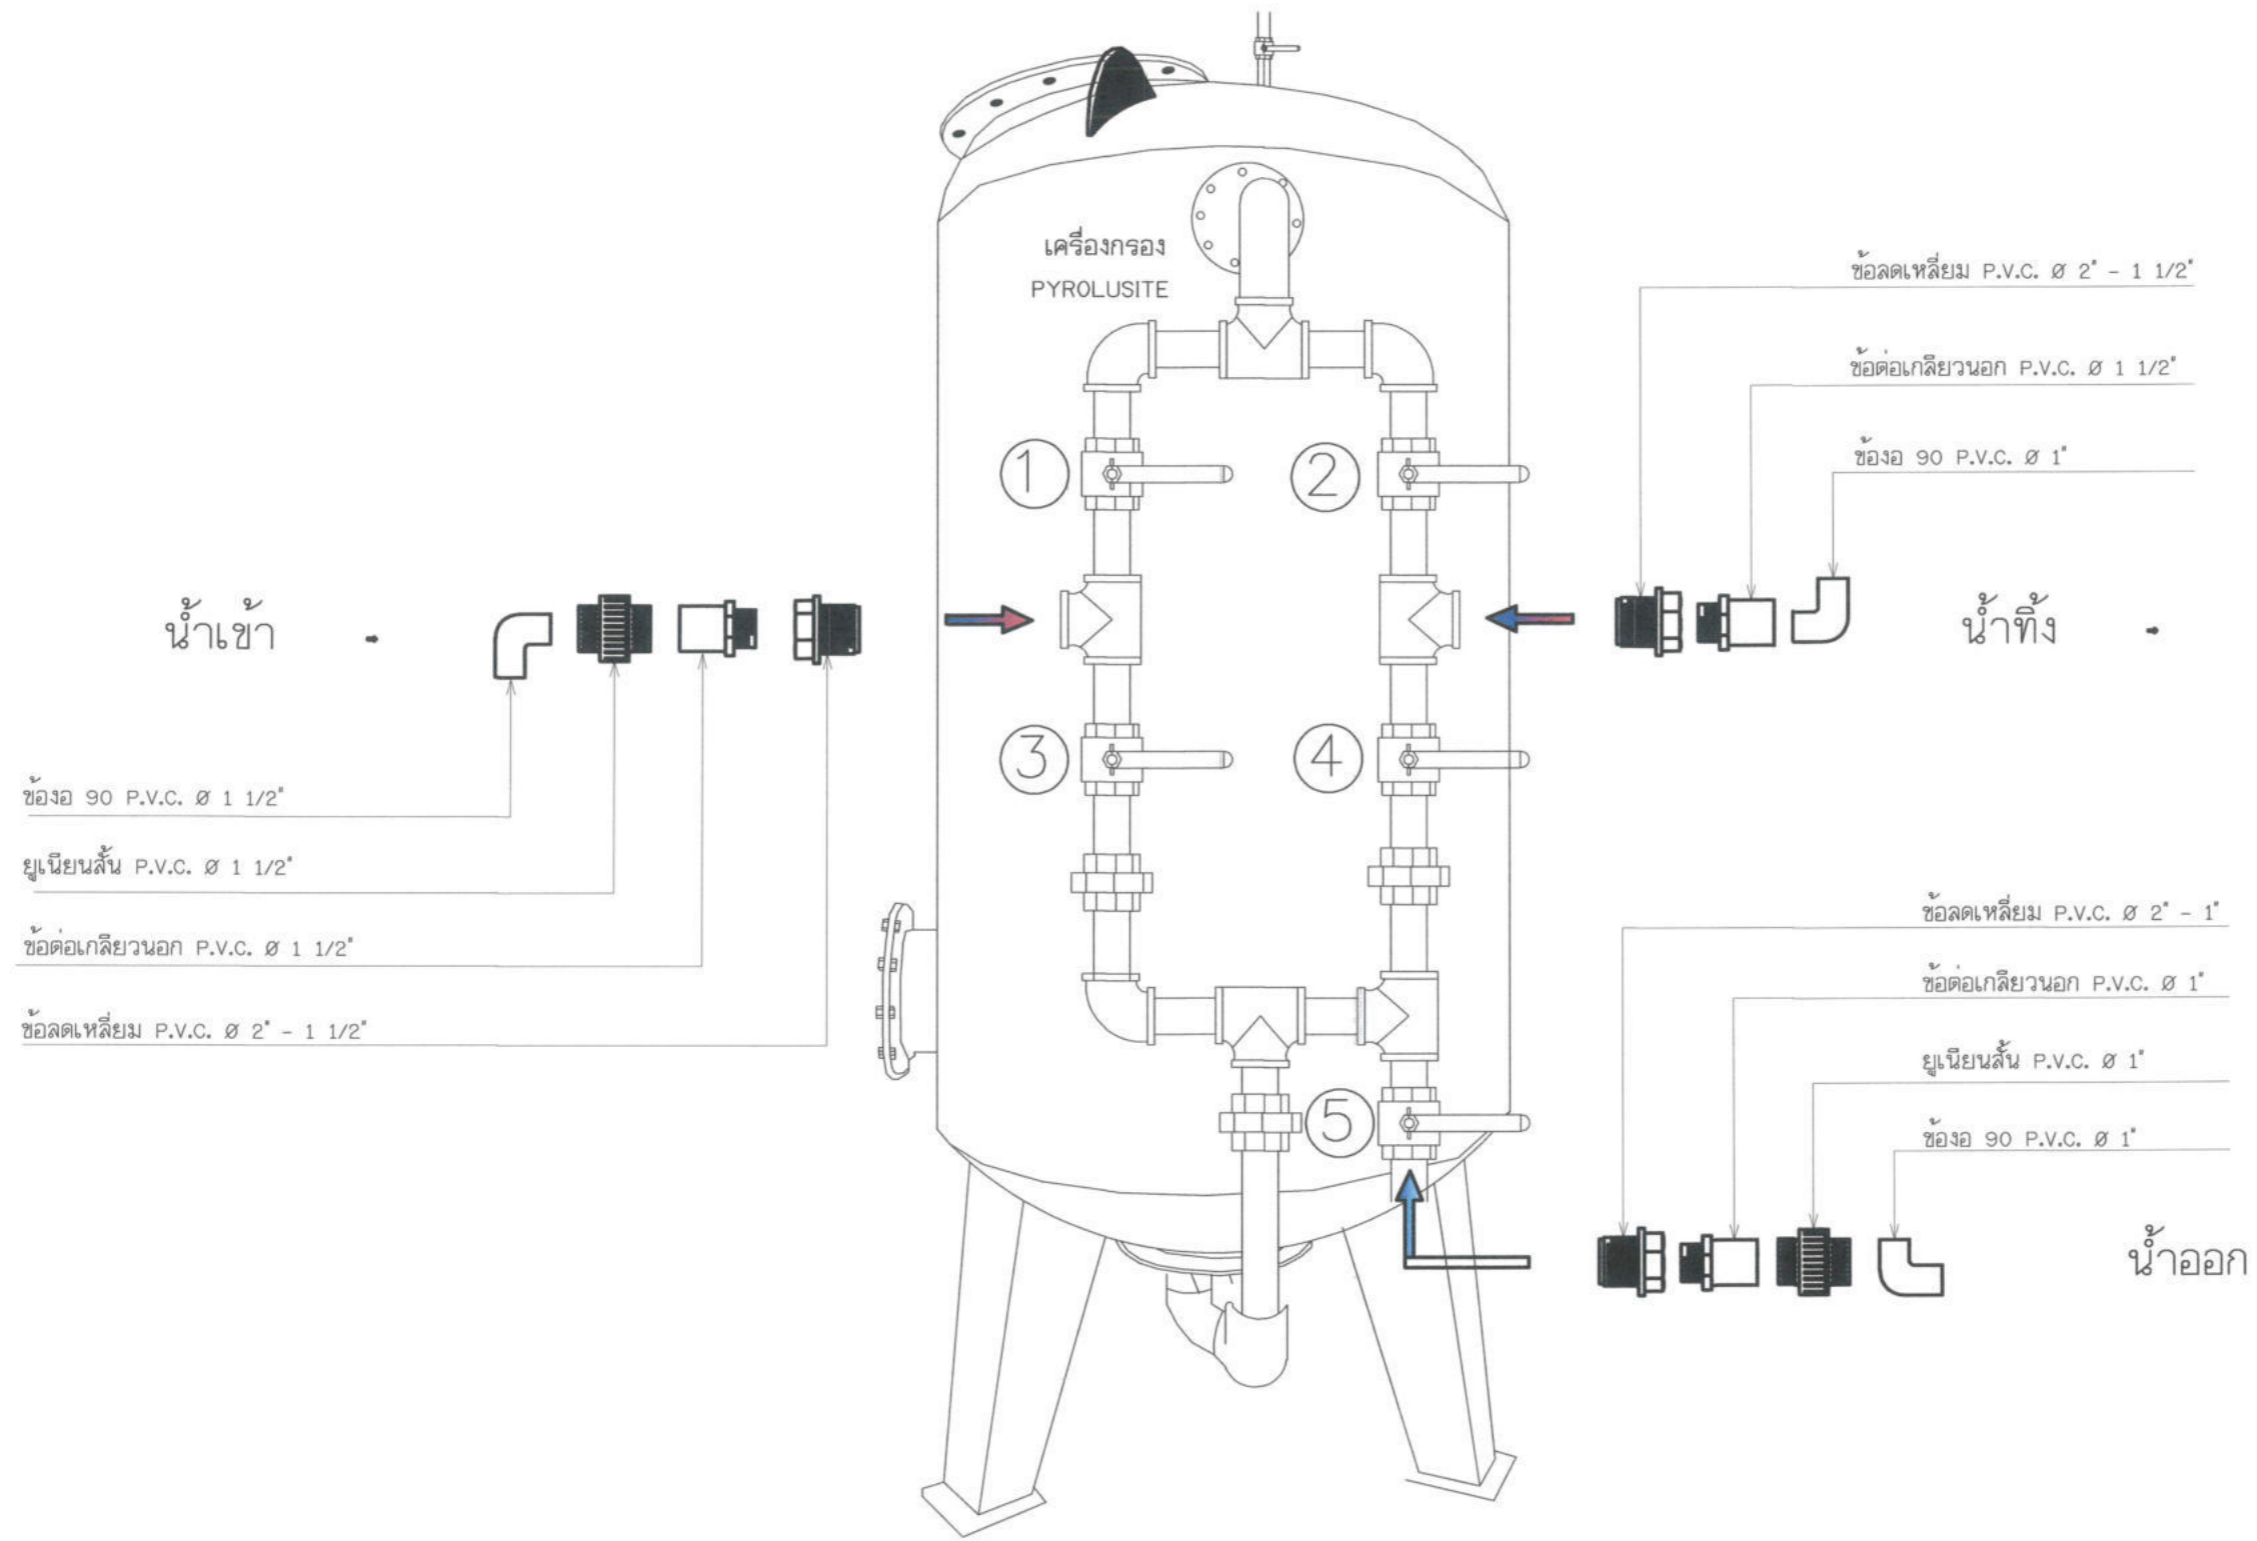 เครื่องกรอง
PYROLUSITE
ข้อลดเหลี่ยม P.V.C. Ø 2" - 1 1/2"
ข้อต่อเกลียวนอก P.V.C. Ø 1 1/2"
ข้องอ 90 P.V.C. Ø 1"
1
2
น้ำเข้า
น้ำทิ้ง
3
4
ข้องอ 90 P.V.C. Ø 1 1/2"
ยูเนียนสั้น P.V.C. Ø 1 1/2"
ข้อต่อเกลียวนอก P.V.C. Ø 1 1/2"
ข้อลดเหลี่ยม P.V.C. Ø 2" - 1 1/2"
ข้อลดเหลี่ยม P.V.C. Ø 2" - 1"
ข้อต่อเกลียวนอก P.V.C. Ø 1"
ยูเนียนสั้น P.V.C. Ø 1"
ข้องอ 90 P.V.C. Ø 1"
5
น้ำออก